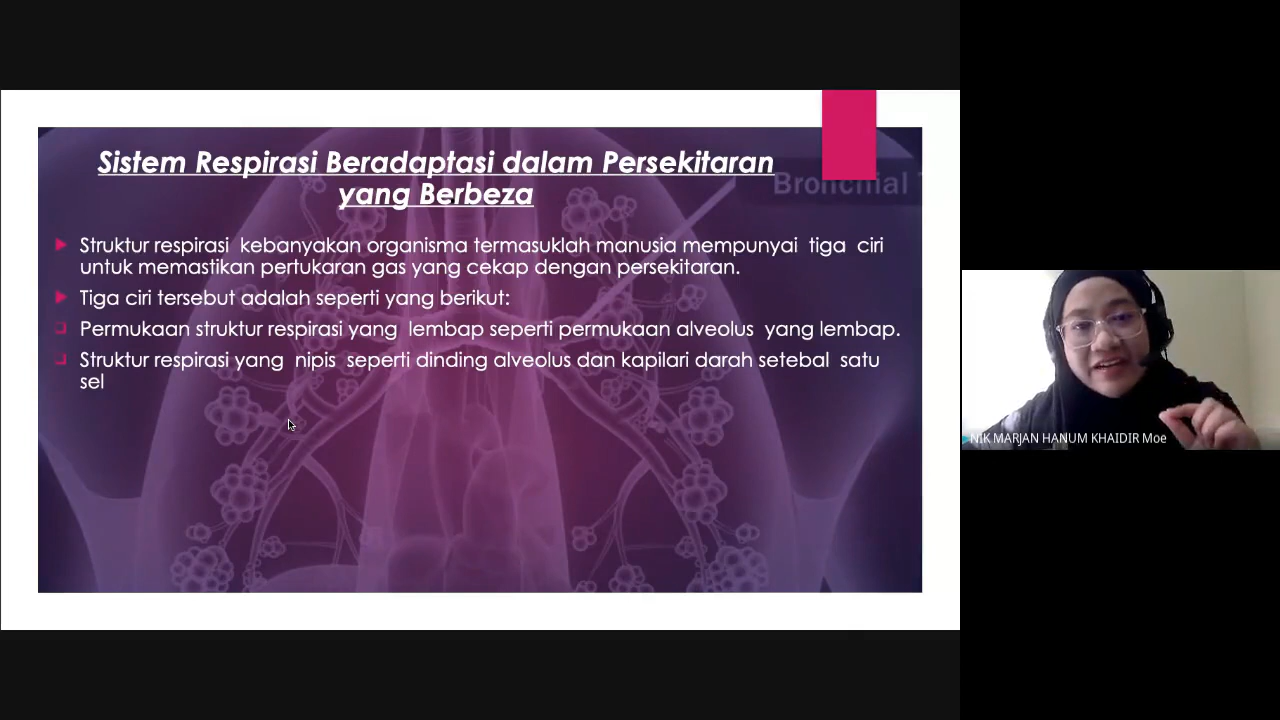 Sistem Respirasi Beradaptasi dalam Persekitaran
yang Berbeza
Bronchial
Struktur respirasi kebanyakan organisma termasuklah manusia mempunyai tiga ciri
untuk memastikan pertukaran gas yang cekap dengan persekitaran.
Tiga ciri tersebut adalah seperti yang berikut:
Permukaan struktur respirasi yang lembap seperti permukaan alveolus yang lembap.
Struktur respirasi yang nipis seperti dinding alveolus dan kapilari darah setebal satu
sel
NIK MARJAN HANUM KHAIDIR Moe